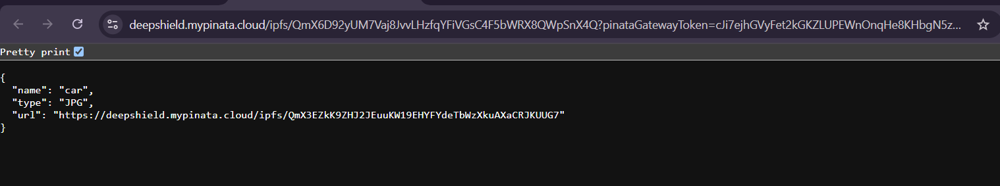 deepshield.mypinata.cloud/ipfs/QmX6D92yUM7Vaj8JvvLHzfqYFiVGsC4F5bWRX8QWpSnX4Q?pinataGatewayToken=cJi7ejhGVyFet2kGKZLUPEWnOnqHe8KHbgN5z...
Pretty print
{
"name": "car",
"type": "JPG",
"url": "https://deepshield.mypinata.cloud/ipfs/QmX3EZkK9ZHJ2JEuuKW19EHYFYdeTbWzXkuAXaCRJKUUG7"
}